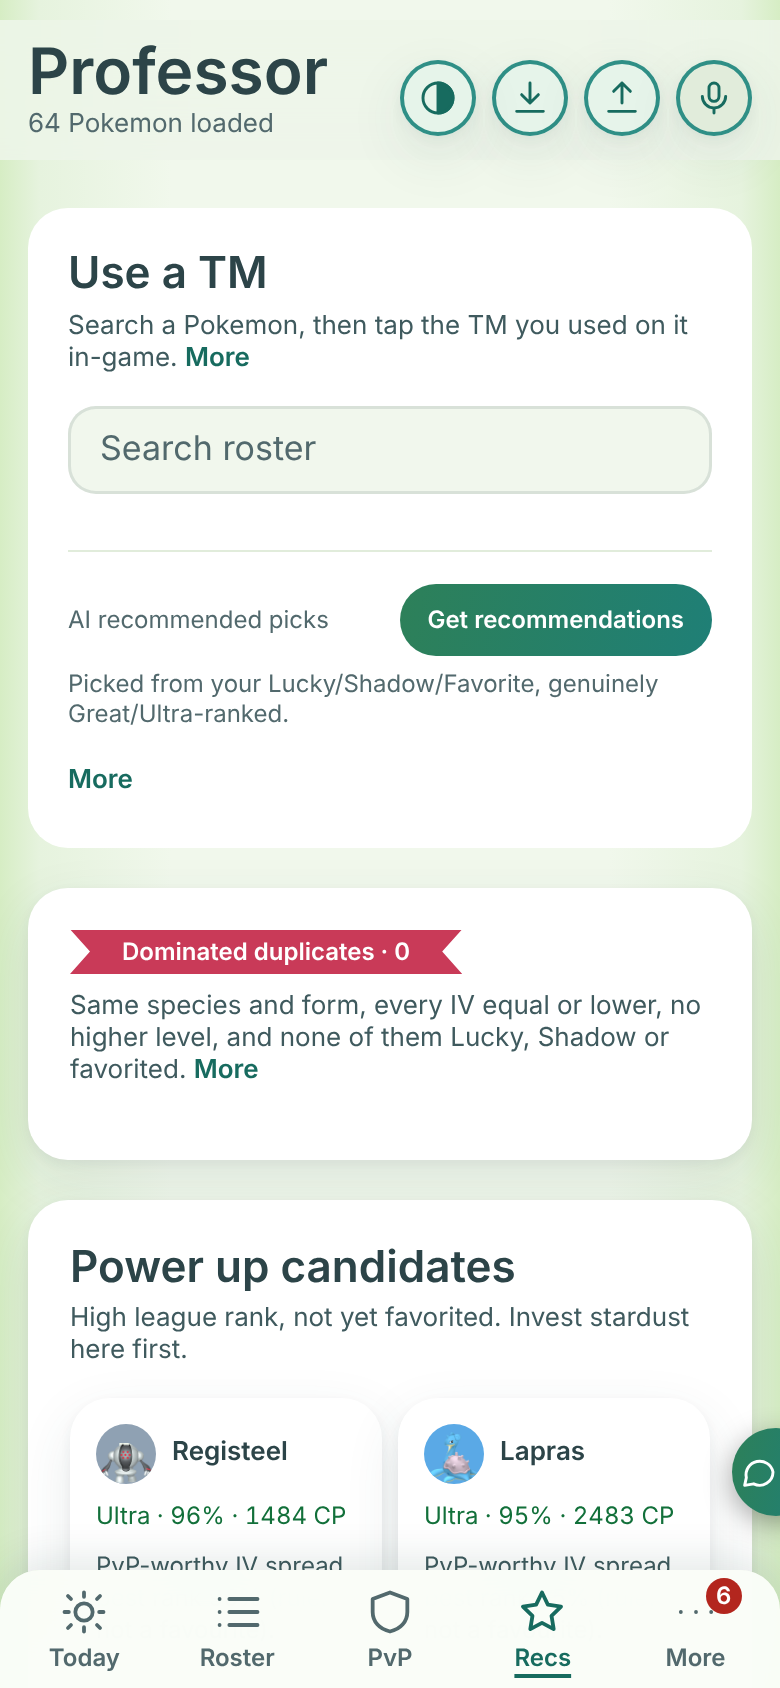 Professor
64 Pokemon loaded
Use a TM
Search a Pokemon, then tap the TM you used on it
in-game. More
Search roster
AI recommended picks
Get recommendations
Picked from your Lucky/Shadow/Favorite, genuinely
Great/Ultra-ranked.
More
Dominated duplicates · 0
Same species and form, every IV equal or lower, no
higher level, and none of them Lucky, Shadow or
favorited. More
Power up candidates
High league rank, not yet favorited. Invest stardust
here first.
Registeel
Ultra · 96% · 1484 CP
PvP-worthy IV spread
Lapras
Ultra · 95% · 2483 CP
PvP-worthy IV spread
Today
Roster
PvP
Recs
6
More